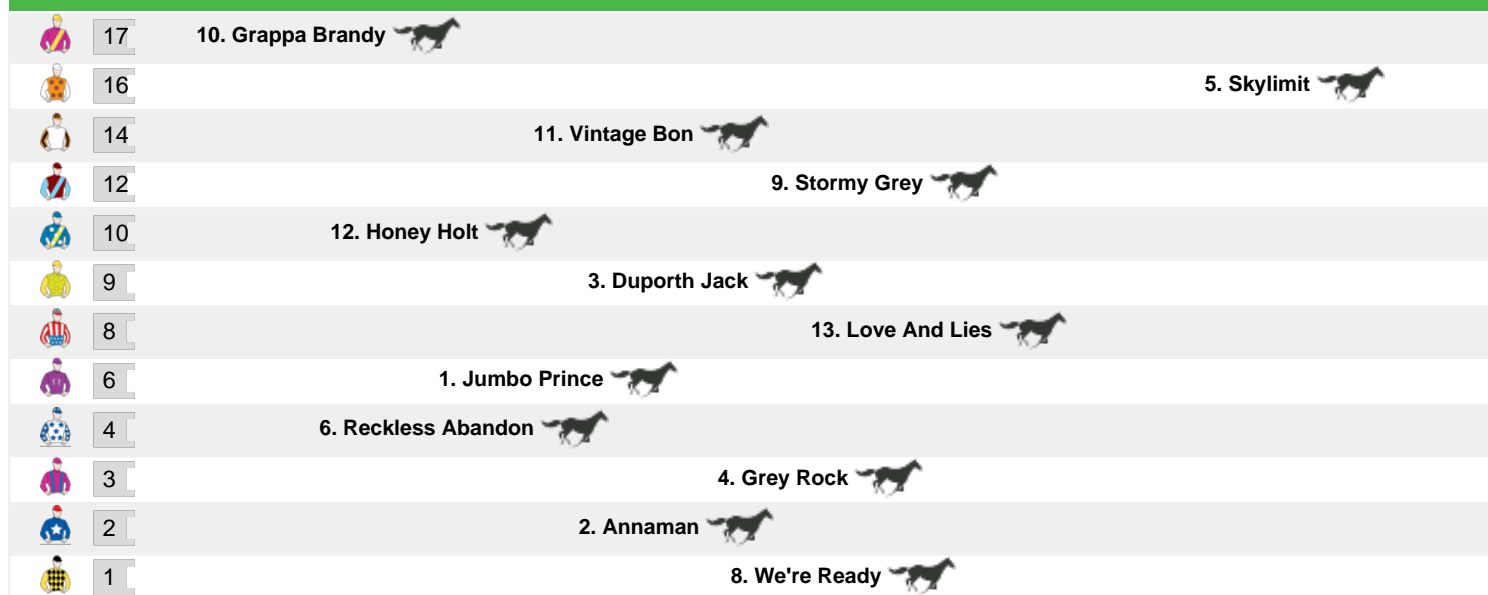 17 10. Grappa Brandy
16 5. Skylimit
14 11. Vintage Bon
12 9. Stormy Grey
10 12. Honey Holt
9 3. Duporth Jack
8 13. Love And Lies
6 1. Jumbo Prince
4 6. Reckless Abandon
3 4. Grey Rock
2 2. Annaman
1 8. We're Ready